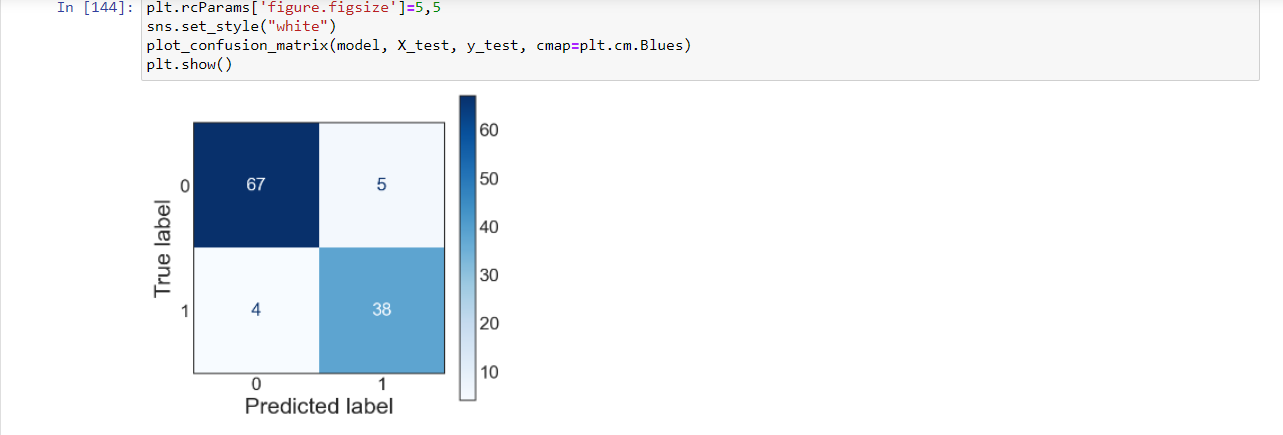 In [144]: plt.rcParams['figure.figsize']=5,5
sns.set_style("white")
plot_confusion_matrix(model, X_test, y_test, cmap=plt.cm.Blues)
plt.show()
60
67
5
0
50
40
True label
30
4
38
1
20
10
0
1
Predicted label